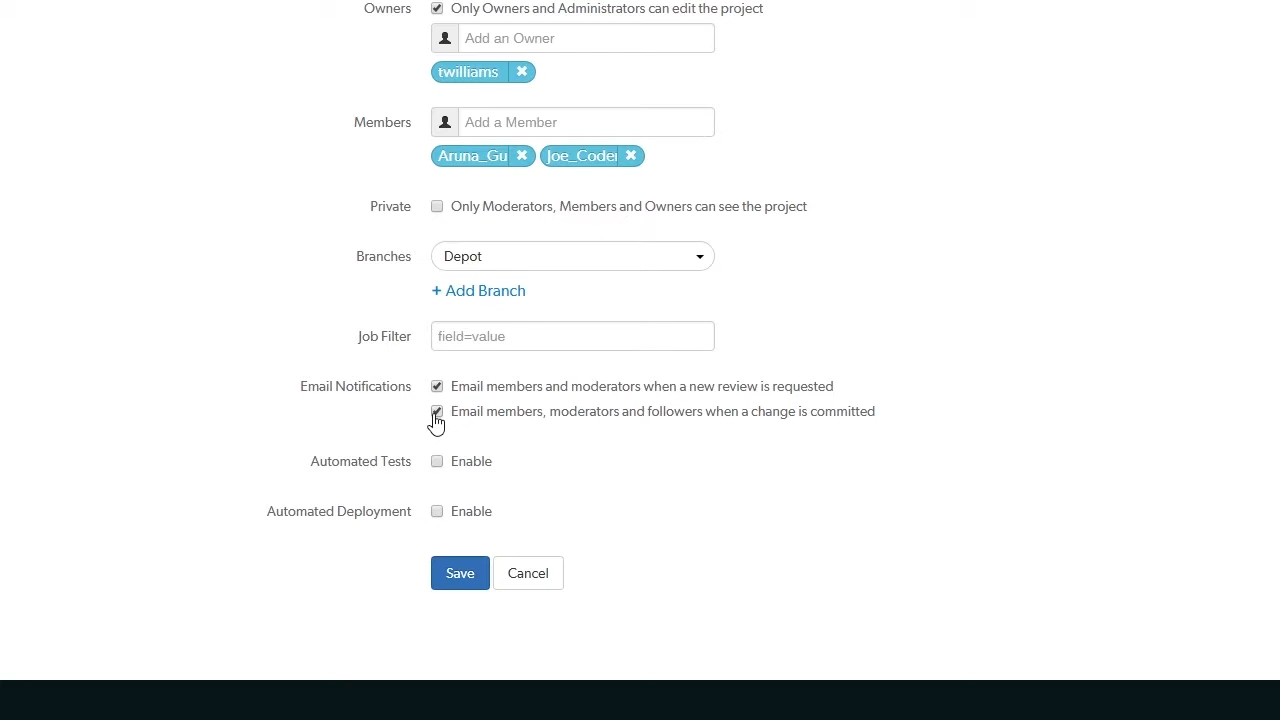 Owners Only Owners and Administrators can edit the project
Add an Owner
twilliams
Members Add a Member
Aruna_Gu Joe_Coder
Private Only Moderators, Members and Owners can see the project
Branches Depot
+ Add Branch
Job Filter field=value
Email Notifications Email members and moderators when a new review is requested
Email members, moderators and followers when a change is committed
Automated Tests Enable
Automated Deployment Enable
Save Cancel